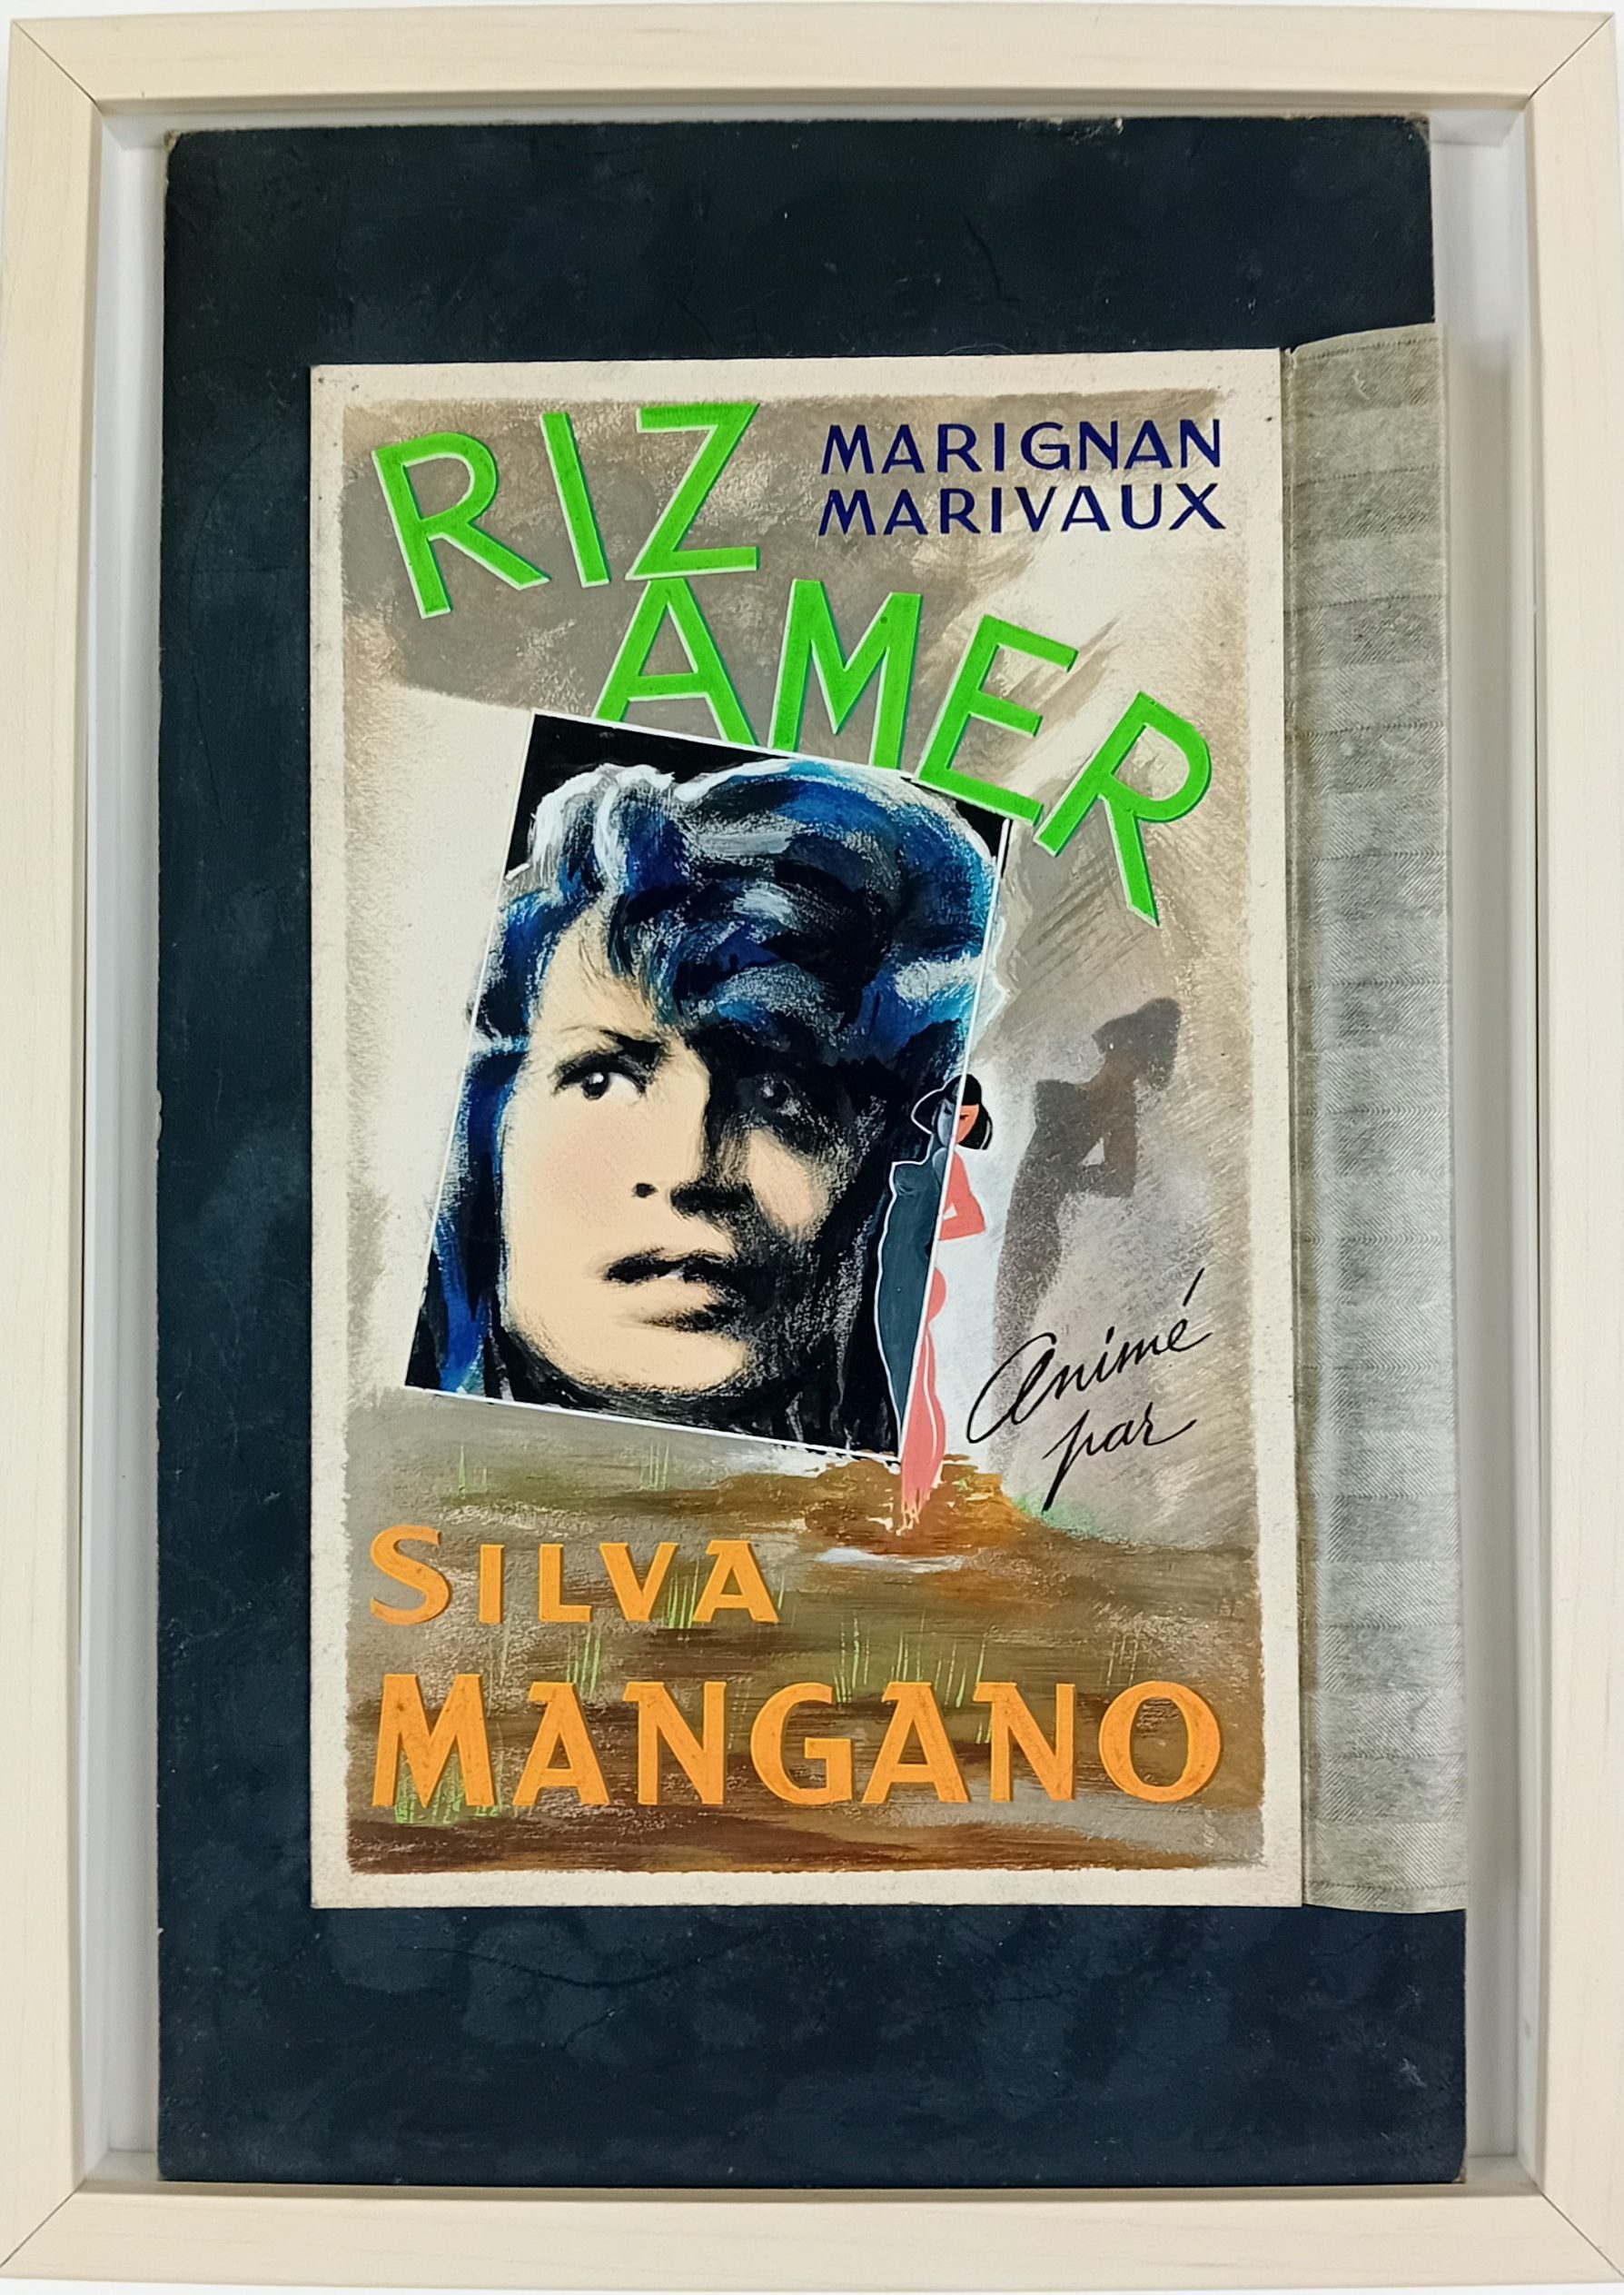 RIZ
AMER
MARIGNAN
MARIVAUX
Animé
par
SILVA
MANGANO